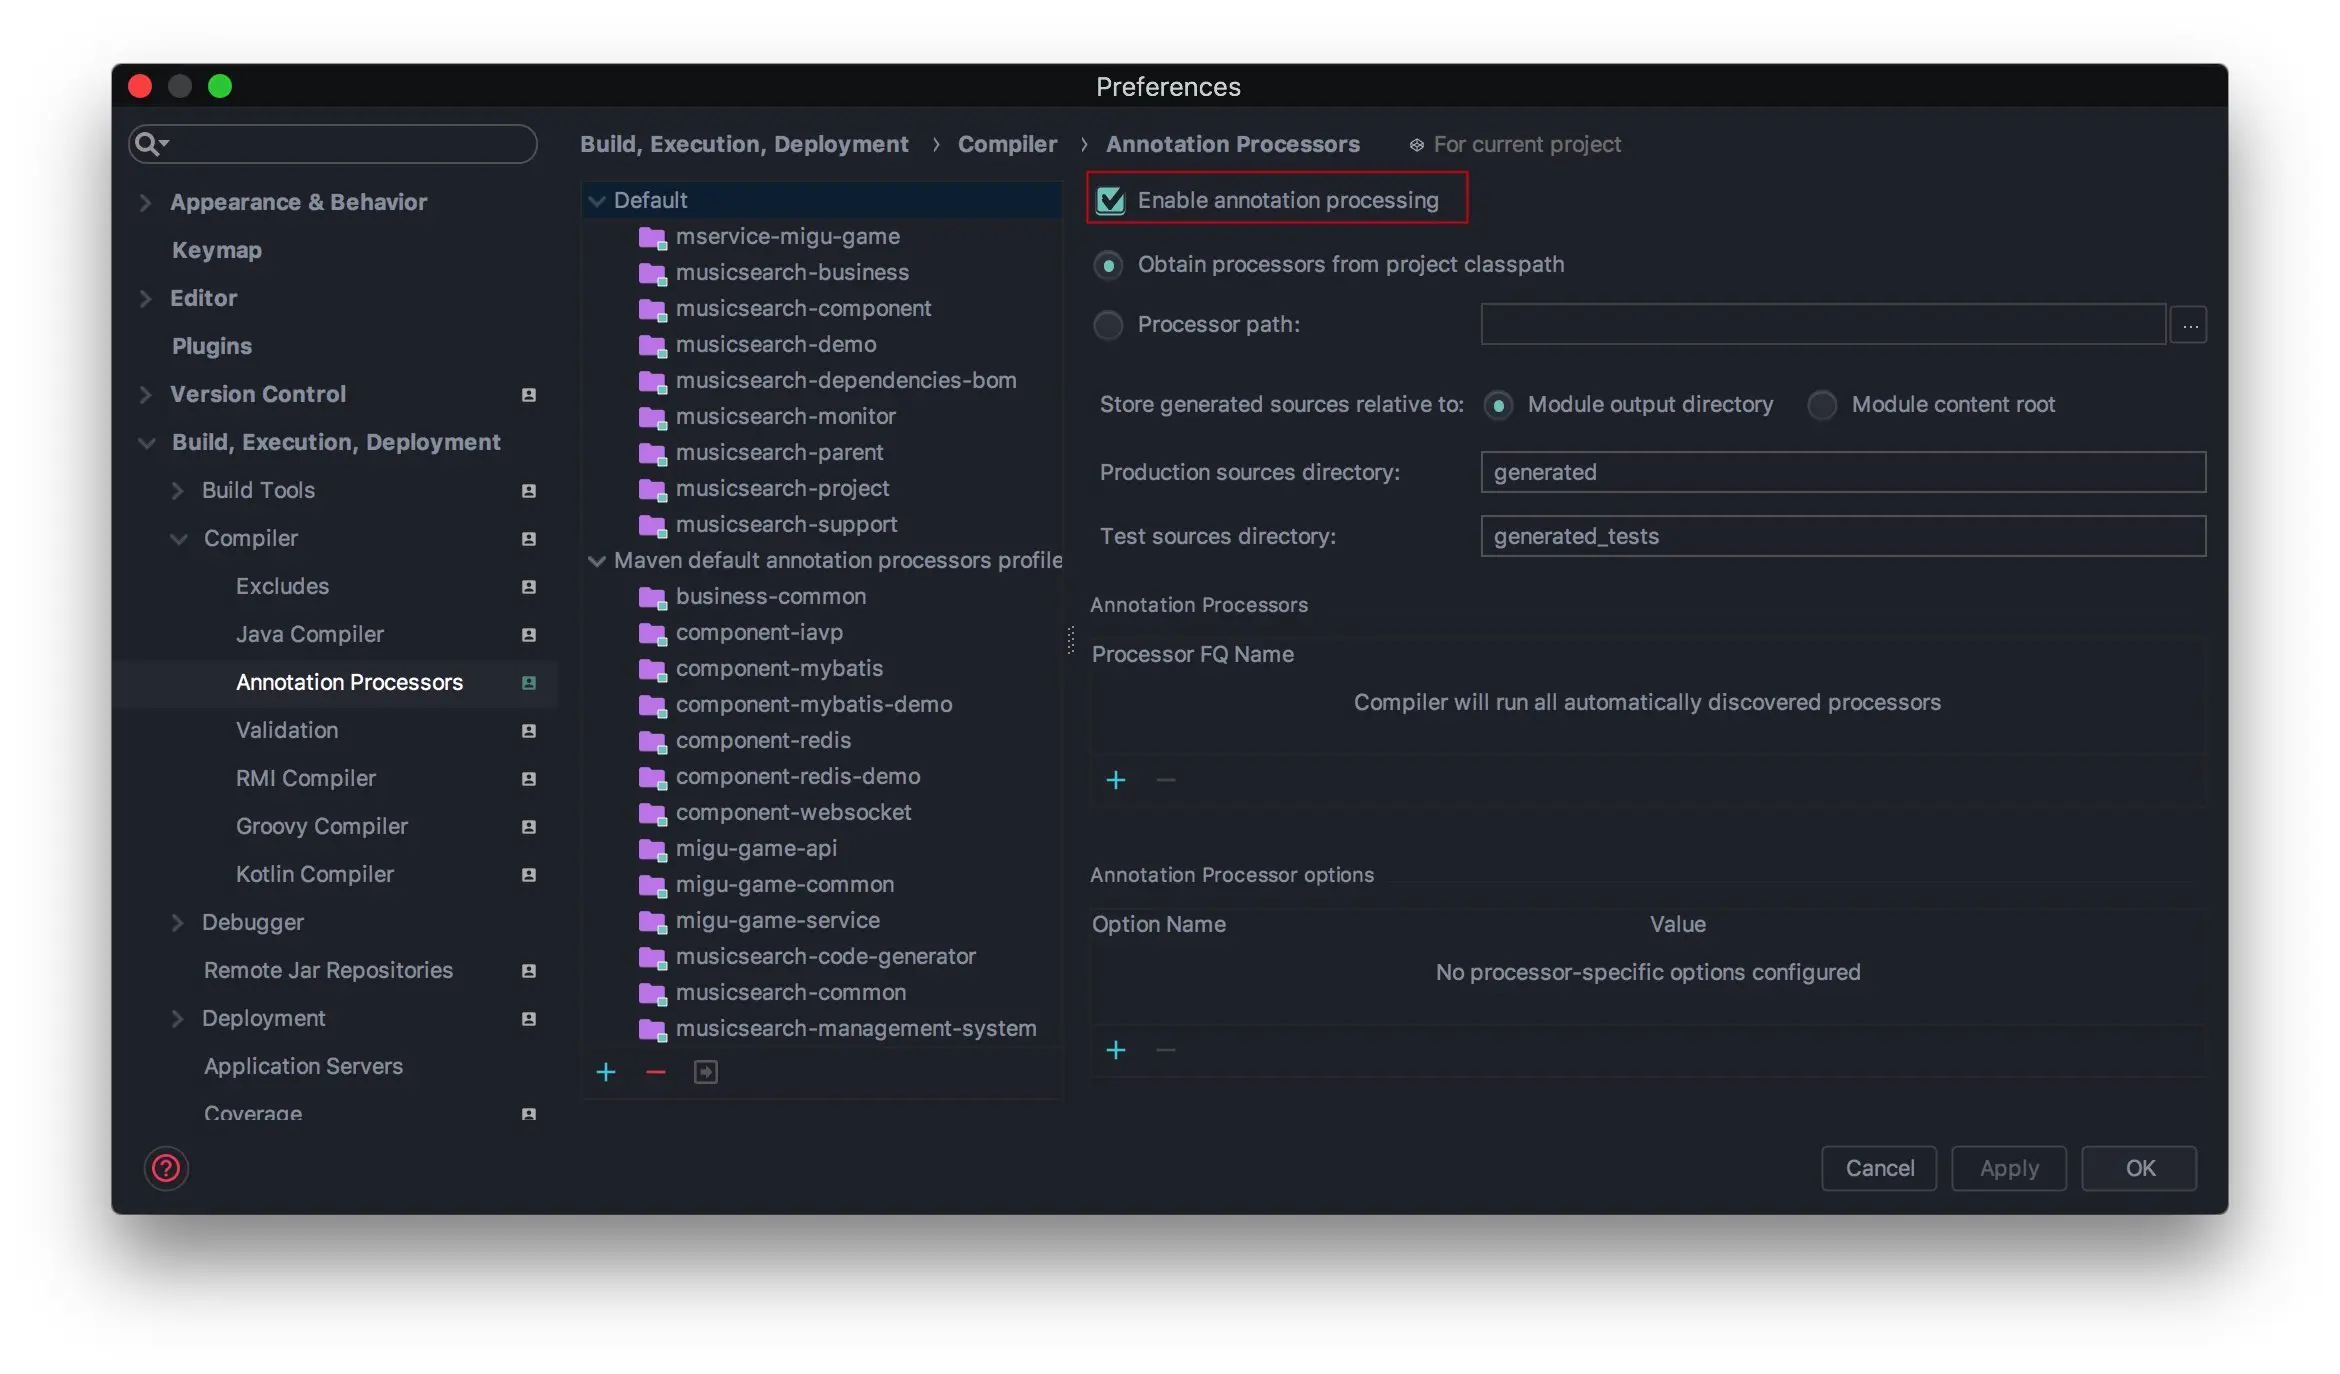 Preferences
Build, Execution, Deployment › Compiler › Annotation Processors For current project
Appearance & Behavior
Keymap
Editor
Plugins
Version Control
Build, Execution, Deployment
Build Tools
Compiler
Excludes
Java Compiler
Annotation Processors
Validation
RMI Compiler
Groovy Compiler
Kotlin Compiler
Debugger
Remote Jar Repositories
Deployment
Application Servers
Coverage
Default
mservice-migu-game
musicsearch-business
musicsearch-component
musicsearch-demo
musicsearch-dependencies-bom
musicsearch-monitor
musicsearch-parent
musicsearch-project
musicsearch-support
Maven default annotation processors profile
business-common
component-iavp
component-mybatis
component-mybatis-demo
component-redis
component-redis-demo
component-websocket
migu-game-api
migu-game-common
migu-game-service
musicsearch-code-generator
musicsearch-common
musicsearch-management-system
Enable annotation processing
Obtain processors from project classpath
Processor path:
...
Store generated sources relative to: Module output directory Module content root
Production sources directory: generated
Test sources directory: generated_tests
Annotation Processors
Processor FQ Name
Compiler will run all automatically discovered processors
Annotation Processor options
Option Name Value
No processor-specific options configured
? Cancel Apply OK